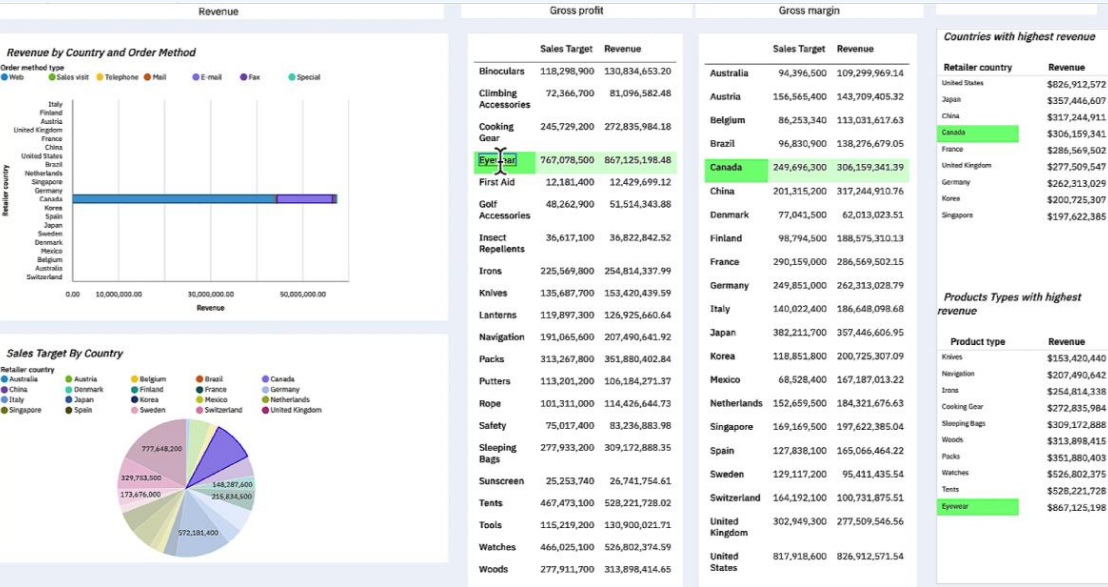 Revenue
Gross profit
Gross margin
Revenue by Country and Order Method
Order method type
Web Sales visit Telephone Mail E-mail Fax Special
Retailer country
Italy
Finland
Austria
United Kingdom
France
China
United States
Brazil
Netherlands
Singapore
Germany
Canada
Korea
Spain
Japan
Sweden
Denmark
Mexico
Belgium
Australia
Switzerland
0.00 10,000,000.00 30,000,000.00 50,000,000.00
Revenue
Sales Target By Country
Retailer country
Australia Austria Belgium Brazil Canada
China Denmark Finland France Germany
Italy Japan Korea Mexico Netherlands
Singapore Spain Sweden Switzerland United Kingdom
777,648,200
329,753,500
173,676,000
148,287,600
215,834,500
572,181,400
Sales Target Revenue
Binoculars 118,298,900 130,834,653.20
Climbing 72,366,700 81,096,582.48
Accessories
Cooking 245,729,200 272,835,984.18
Gear
Eyewear 767,078,500 867,125,198.48
First Aid 12,181,400 12,429,699.12
Golf 48,262,900 51,514,343.88
Accessories
Insect 36,617,100 36,822,842.52
Repellents
Irons 225,569,800 254,814,337.99
Knives 135,687,700 153,420,439.59
Lanterns 119,897,300 126,925,660.64
Navigation 191,065,600 207,490,641.92
Packs 313,267,800 351,880,402.84
Putters 113,201,200 106,184,271.37
Rope 101,311,000 114,426,644.73
Safety 75,017,400 83,236,883.98
Sleeping 277,933,200 309,172,888.35
Bags
Sunscreen 25,253,740 26,741,754.61
Tents 467,473,100 528,221,728.02
Tools 115,219,200 130,900,021.71
Watches 466,025,100 526,802,374.59
Woods 277,911,700 313,898,414.65
Sales Target Revenue
Australia 94,396,500 109,299,969.14
Austria 156,565,400 143,709,405.32
Belgium 86,253,340 113,031,617.63
Brazil 96,830,900 138,276,679.05
Canada 249,696,300 306,159,341.39
China 201,315,200 317,244,910.76
Denmark 77,041,500 62,013,023.51
Finland 98,794,500 188,575,310.13
France 290,159,000 286,569,502.15
Germany 249,851,000 262,313,028.79
Italy 140,022,400 186,648,098.68
Japan 382,211,700 357,446,606.95
Korea 118,851,800 200,725,307.09
Mexico 68,528,400 167,187,013.22
Netherlands 152,659,500 184,321,676.63
Singapore 169,169,500 197,622,385.04
Spain 127,838,100 165,066,464.22
Sweden 129,117,200 95,411,435.54
Switzerland 164,192,100 100,731,875.51
United 302,949,300 277,509,546.56
Kingdom
United 817,918,600 826,912,571.54
States
Countries with highest revenue
Retailer country Revenue
United States $826,912,572
Japan $357,446,607
China $317,244,911
Canada $306,159,341
France $286,569,502
United Kingdom $277,509,547
Germany $262,313,029
Korea $200,725,307
Singapore $197,622,385
Products Types with highest
revenue
Product type Revenue
Knives $153,420,440
Navigation $207,490,642
Irons $254,814,338
Cooking Gear $272,835,984
Sleeping Bags $309,172,888
Woods $313,898,415
Packs $351,880,403
Watches $526,802,375
Tents $528,221,728
Eyewear $867,125,198